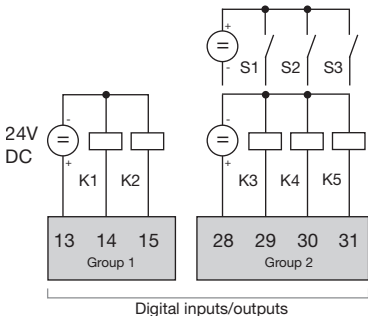 +
=
-
S1 S2 S3
24V
DC
-
=
+
K1 K2
-
=
+
K3 K4 K5
13 14 15
Group 1
28 29 30 31
Group 2
Digital inputs/outputs